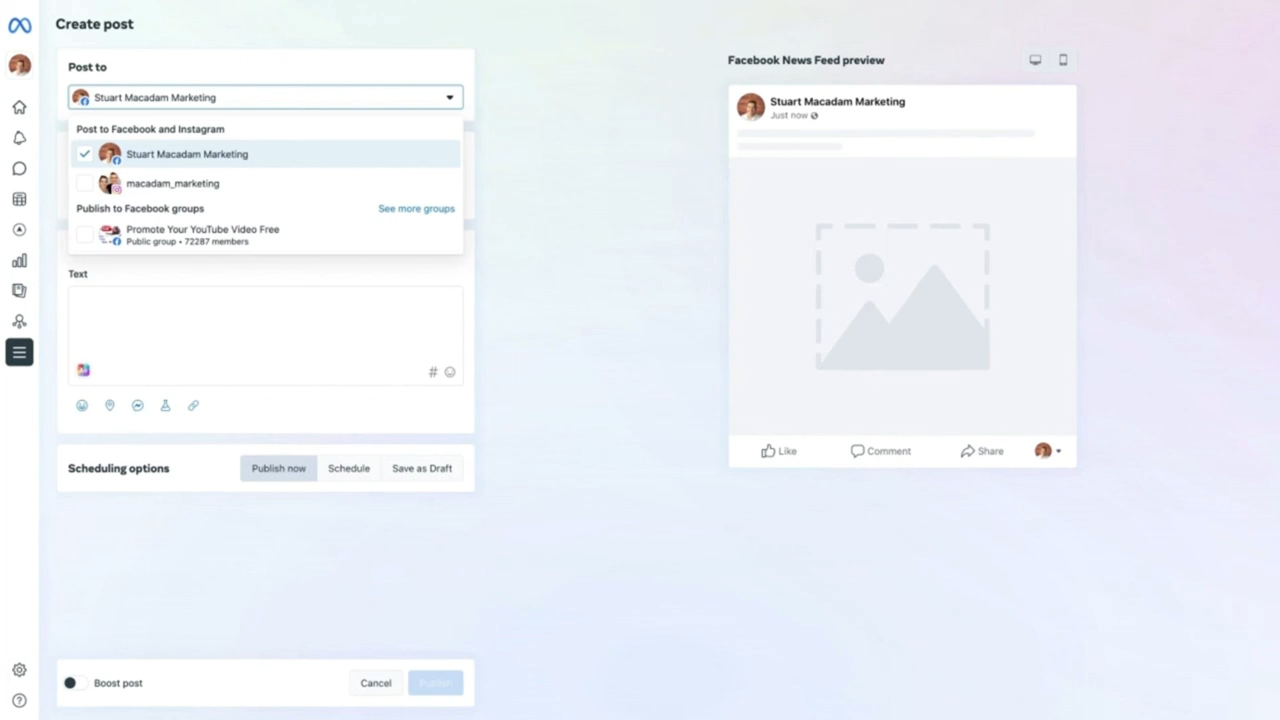 Create post
Post to
Stuart Macadam Marketing
Post to Facebook and Instagram
Stuart Macadam Marketing
macadam_marketing
Publish to Facebook groups
See more groups
Promote Your YouTube Video Free
Public group • 72287 members
Text
#
Scheduling options
Publish now
Schedule
Save as Draft
Boost post
Cancel
Publish
Facebook News Feed preview
Stuart Macadam Marketing
Just now
Like
Comment
Share